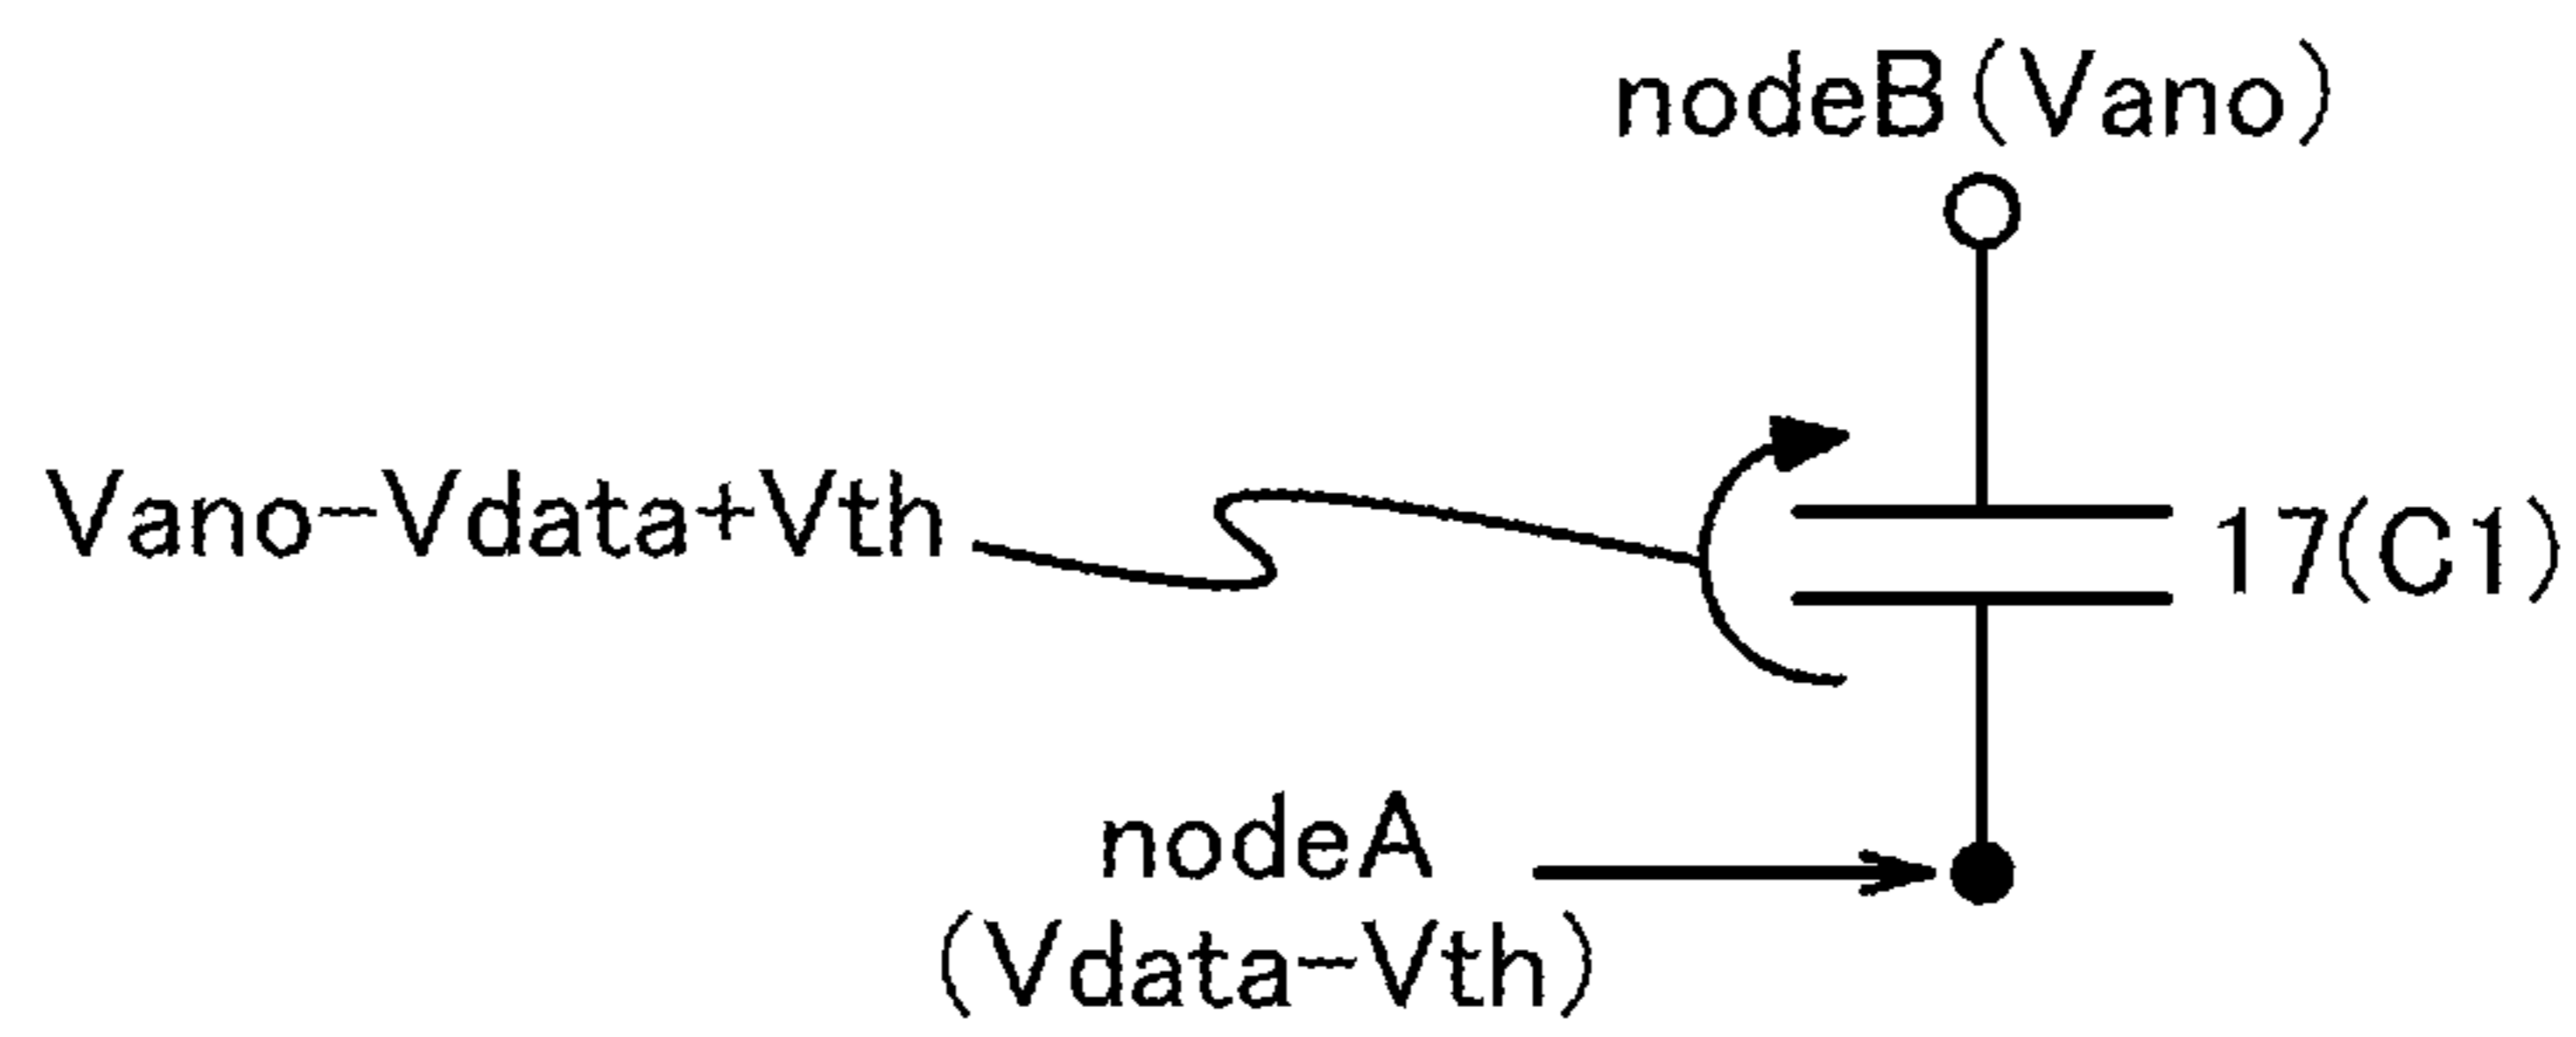 nodeB(Vano)
Vano-Vdata+Vth
17(C1)
nodeA
(Vdata-Vth)